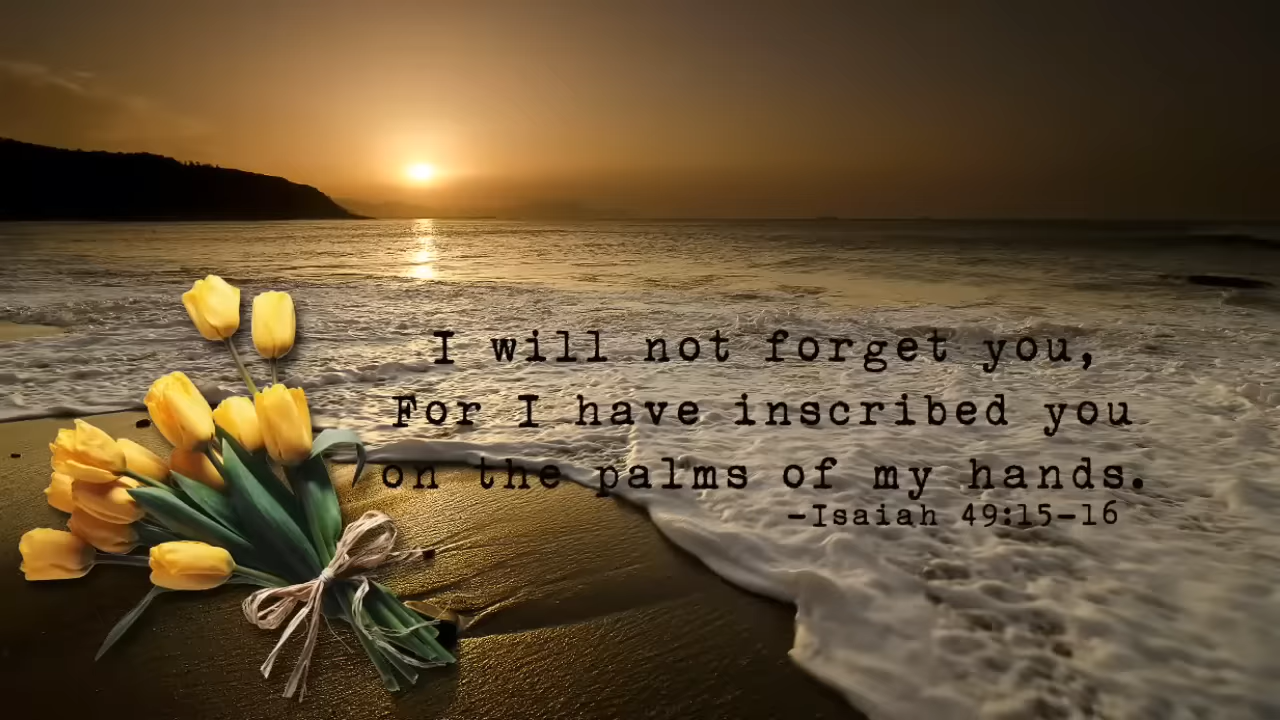 I will not forget you,
For I have inscribed you
on the palms of my hands.
-Isaiah 49:15-16